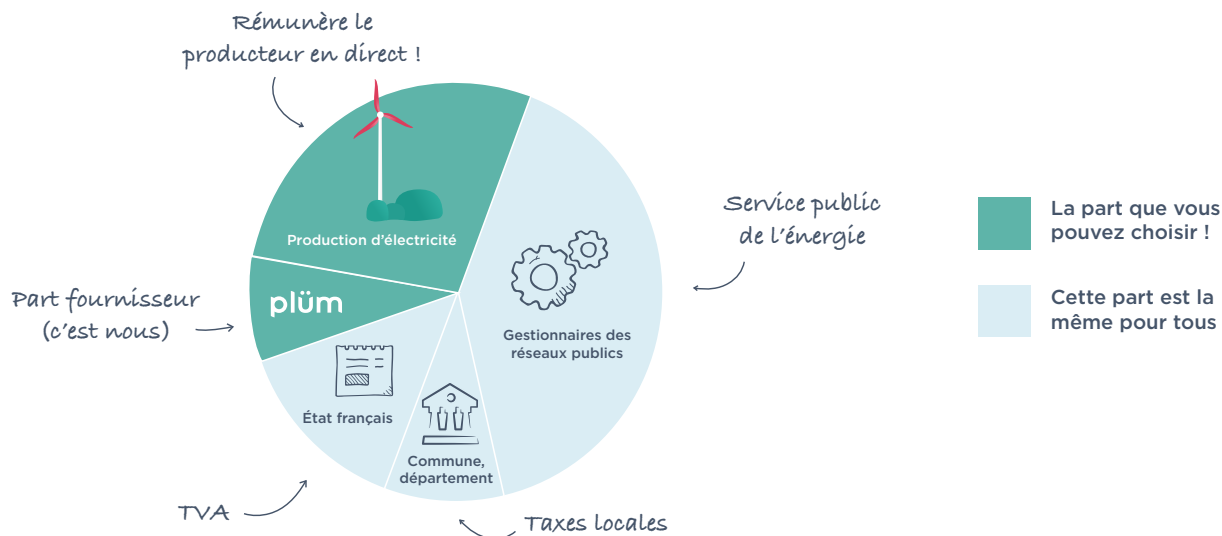 Rémunère le
producteur en direct !
Production d'électricité
Service public
de l'énergie
La part que vous
pouvez choisir !
Part fournisseur
(c'est nous)
plüm
Cette part est la
même pour tous
Gestionnaires des
réseaux publics
État français
Commune,
département
TVA
Taxes locales